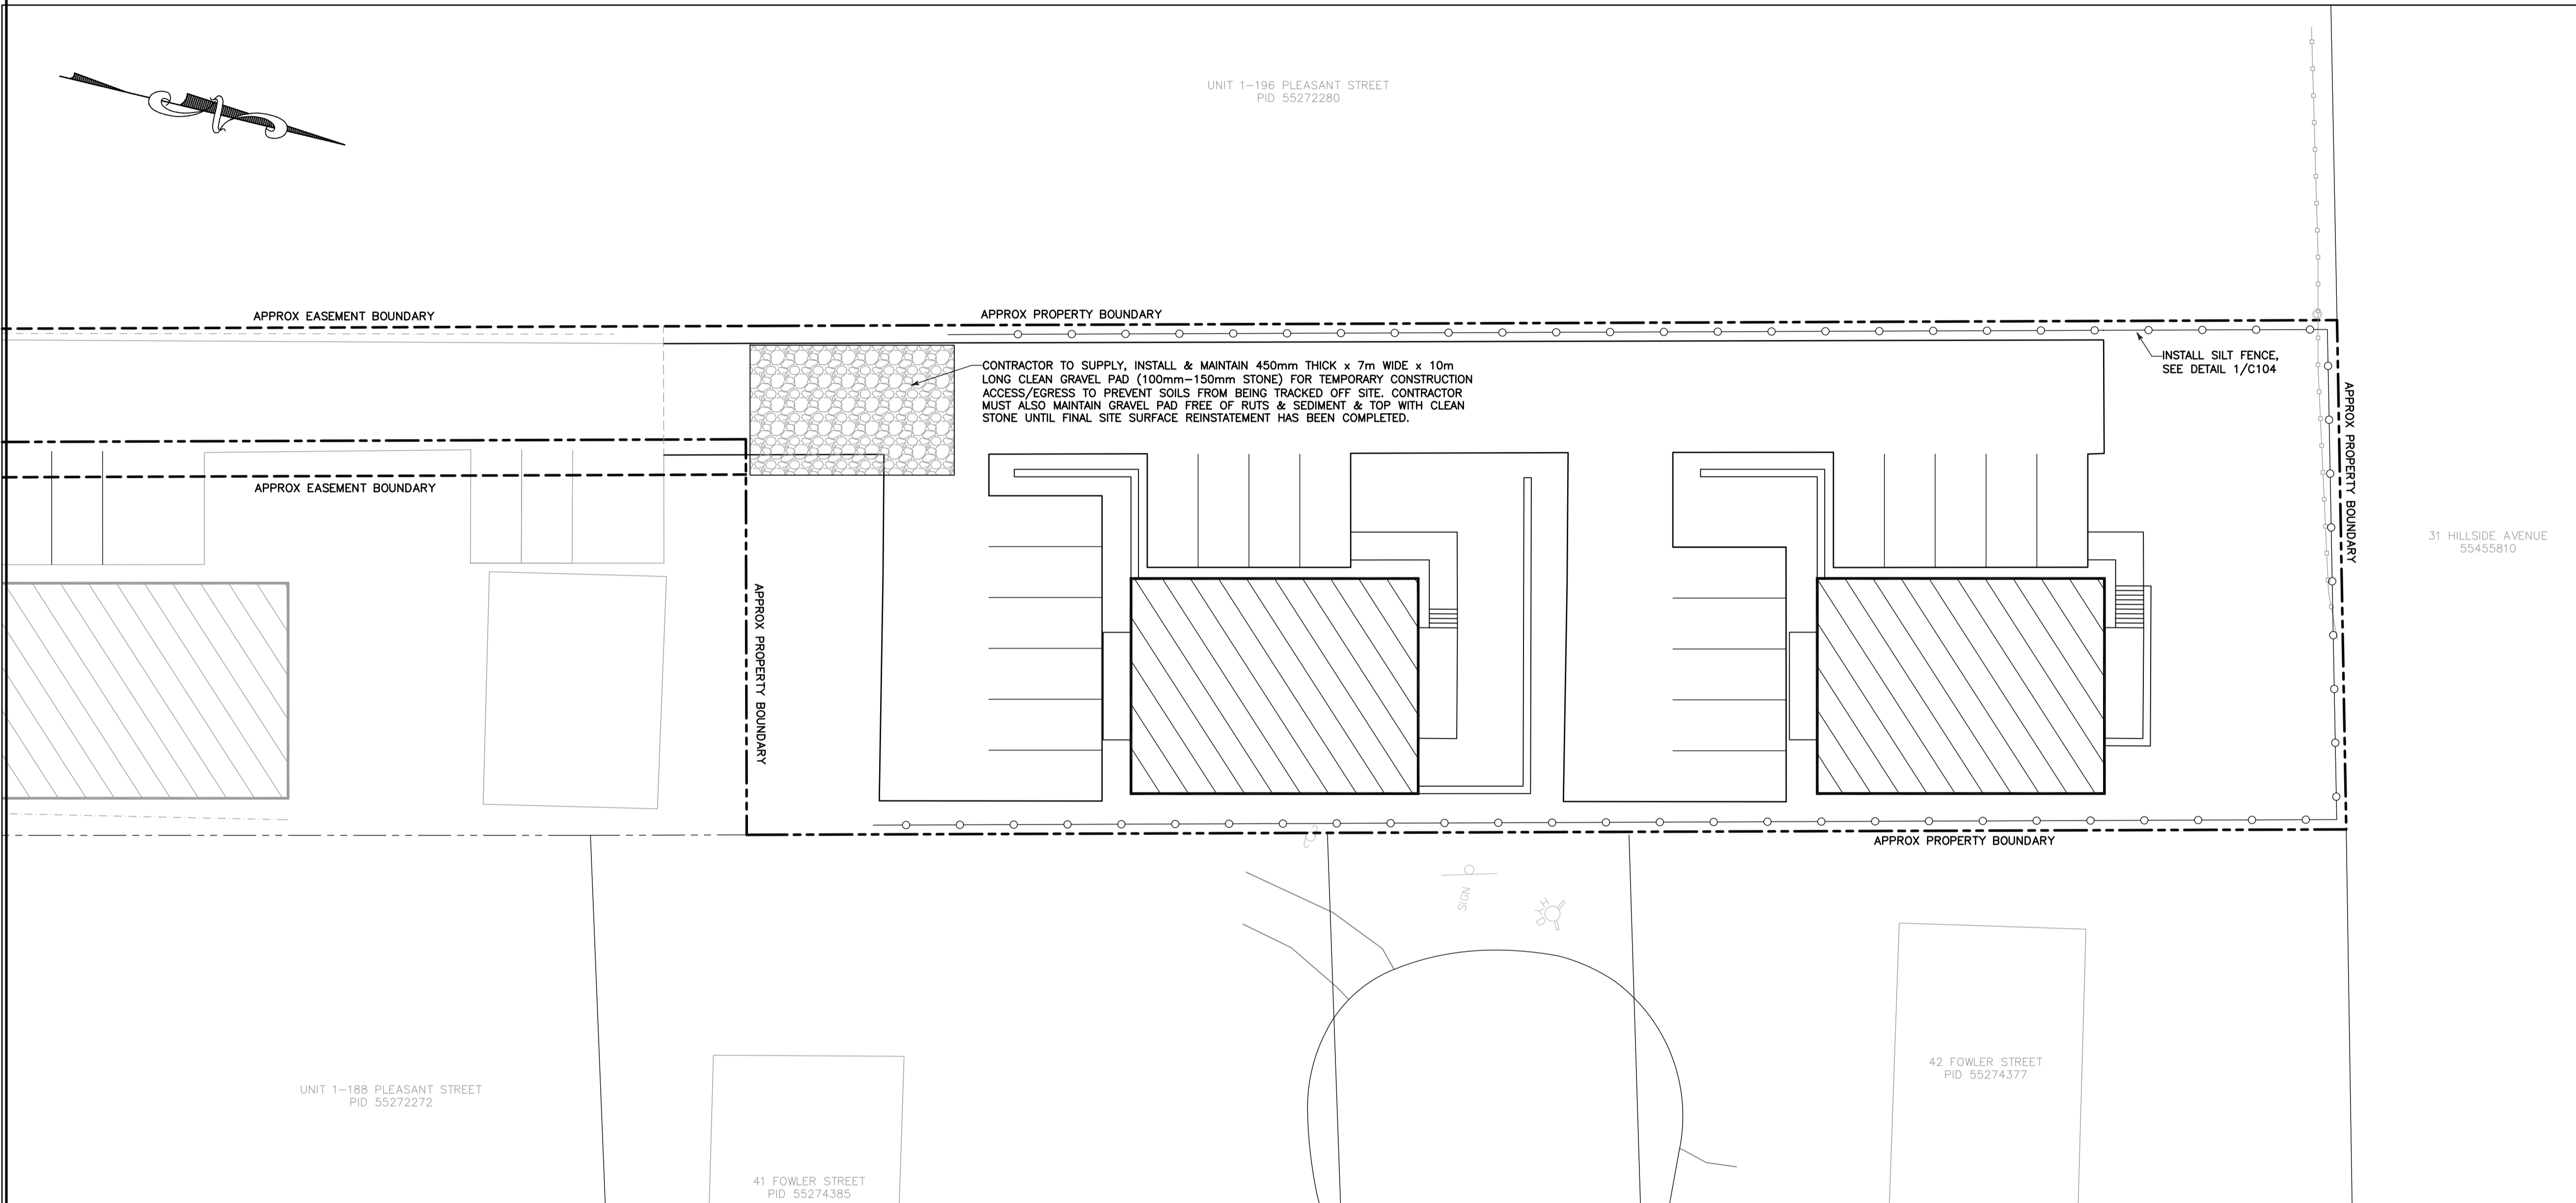 UNIT 1-196 PLEASANT STREET
PID 55272280
APPROX EASEMENT BOUNDARY
APPROX PROPERTY BOUNDARY
CONTRACTOR TO SUPPLY, INSTALL & MAINTAIN 450mm THICK x 7m WIDE x 10m
LONG CLEAN GRAVEL PAD (100mm-150mm STONE) FOR TEMPORARY CONSTRUCTION
ACCESS/EGRESS TO PREVENT SOILS FROM BEING TRACKED OFF SITE. CONTRACTOR
MUST ALSO MAINTAIN GRAVEL PAD FREE OF RUTS & SEDIMENT & TOP WITH CLEAN
STONE UNTIL FINAL SITE SURFACE REINSTATEMENT HAS BEEN COMPLETED.
INSTALL SILT FENCE,
SEE DETAIL 1/C104
APPROX PROPERTY BOUNDARY
APPROX EASEMENT BOUNDARY
31 HILLSIDE AVENUE
55455810
APPROX PROPERTY BOUNDARY
APPROX PROPERTY BOUNDARY
SIGN
HYD
42 FOWLER STREET
PID 55274377
UNIT 1-188 PLEASANT STREET
PID 55272272
41 FOWLER STREET
PID 55274385